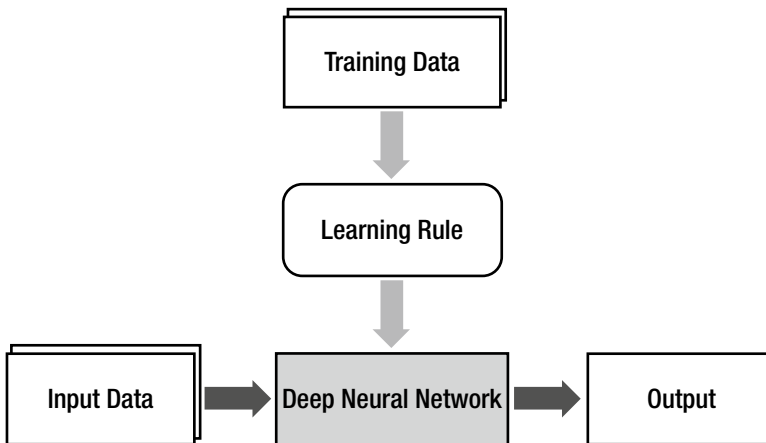 Training Data
Learning Rule
Input Data
Deep Neural Network
Output